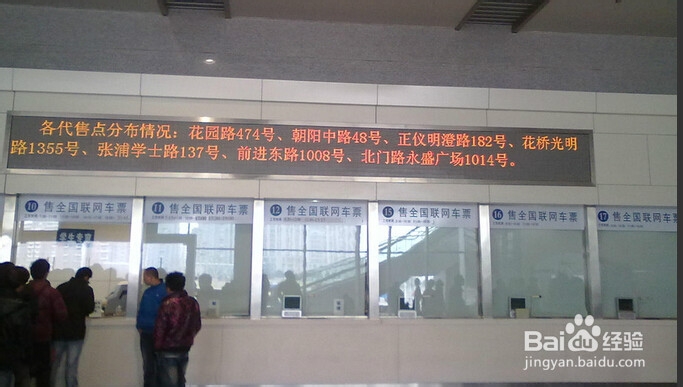 各代售点分布情况：花园路474号、朝阳中路48号、正仪明澄路182号、花桥光明
路1355号、张浦学士路137号、前进东路1008号、北门路永盛广场1014号。
10 售全国联网车票
11 售全国联网车票
12 售全国联网车票
15 售全国联网车票
16 售全国联网车票
17 售全国联网车票
Baidu 经验
jingyan.baidu.com